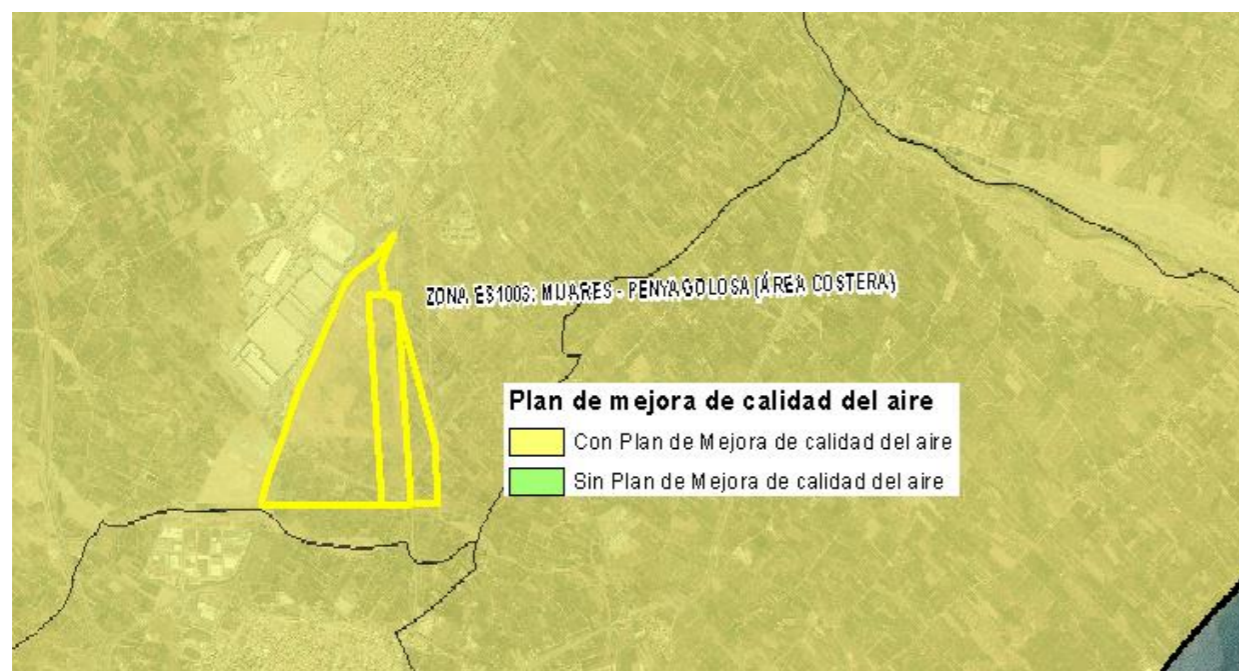 ZONA ES1003: MIJARES - PENYAGOLOSA (ÁREA COSTERA)
Plan de mejora de calidad del aire
Con Plan de Mejora de calidad del aire
Sin Plan de Mejora de calidad del aire